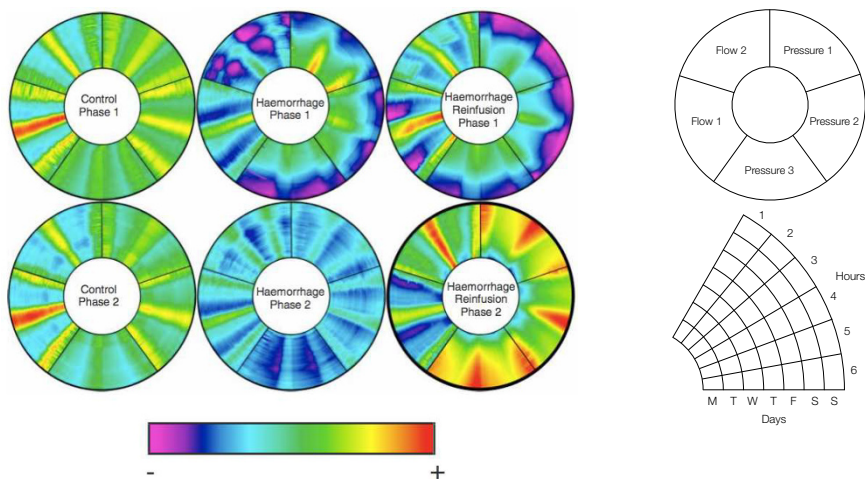 Control
Phase 1
Haemorrhage
Phase 1
Haemorrhage
Reinfusion
Phase 1
Control
Phase 2
Haemorrhage
Phase 2
Haemorrhage
Reinfusion
Phase 2
- +
Flow 2
Pressure 1
Flow 1
Pressure 2
Pressure 3
1
2
3
Hours
4
5
6
M T W T F S S
Days